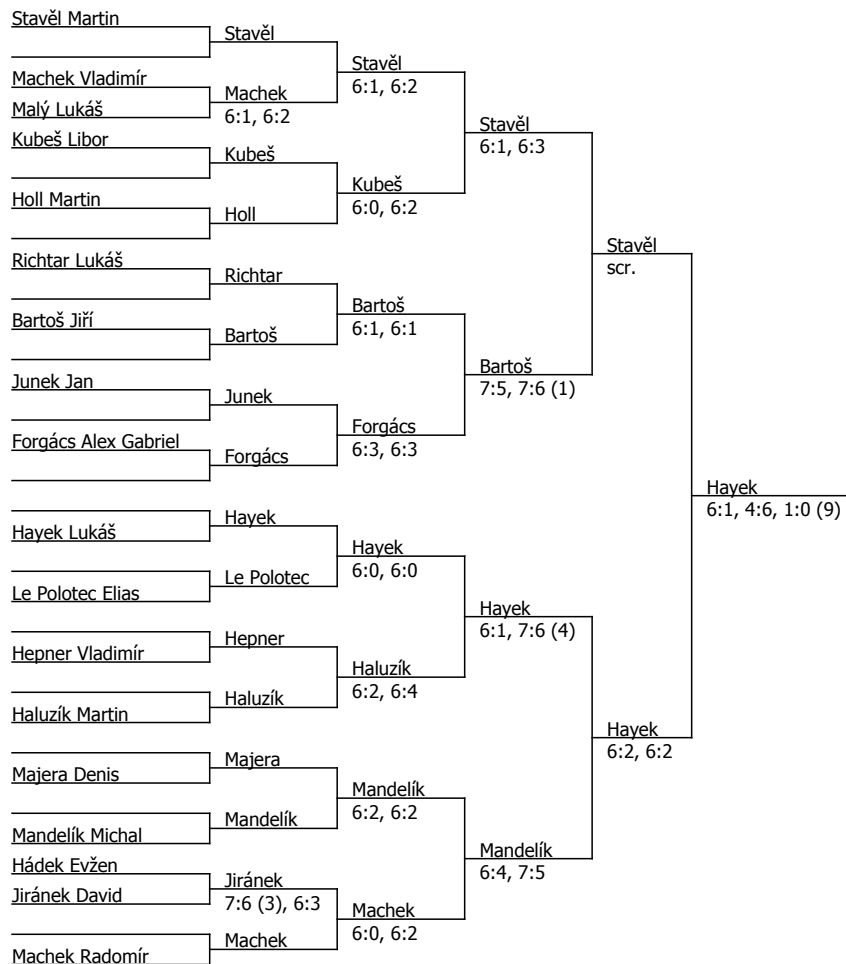 Stavěl Martin
Stavěl
Stavěl
6:1, 6:2
Machek Vladimír
Machek
6:1, 6:2
Malý Lukáš
Stavěl
6:1, 6:3
Kubeš Libor
Kubeš
Kubeš
6:0, 6:2
Holl Martin
Holl
Stavěl
scr.
Richtar Lukáš
Richtar
Bartoš
6:1, 6:1
Bartoš Jiří
Bartoš
Bartoš
7:5, 7:6 (1)
Junek Jan
Junek
Forgács
6:3, 6:3
Forgács Alex Gabriel
Forgács
Hayek
6:1, 4:6, 1:0 (9)
Hayek Lukáš
Hayek
Hayek
6:0, 6:0
Le Polotec
Le Polotec Elias
Hayek
6:1, 7:6 (4)
Hepner
Hepner Vladimír
Haluzík
6:2, 6:4
Haluzík
Haluzík Martin
Hayek
6:2, 6:2
Majera
Majera Denis
Mandelík
6:2, 6:2
Mandelík
Mandelík Michal
Mandelík
6:4, 7:5
Hádek Evžen
Jiránek
7:6 (3), 6:3
Jiránek David
Machek
6:0, 6:2
Machek
Machek Radomír